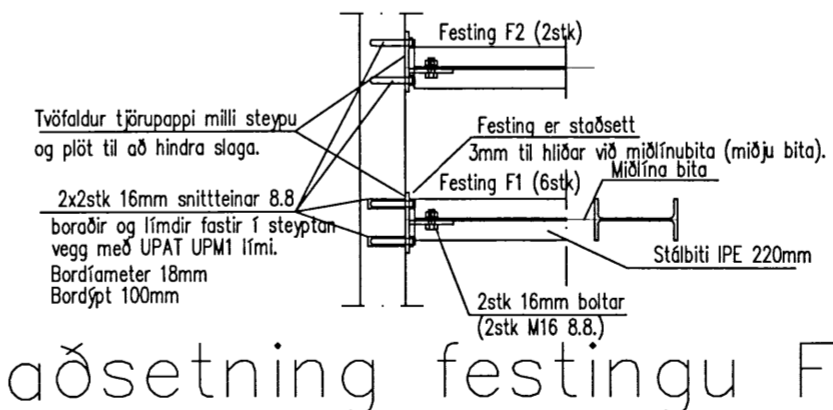 Festing F2 (2stk)
Tvöfaldur tjörupappi milli steypu
og plöt til að hindra slaga.
Festing er staðsett
3mm til hliðar við miðlínubita (miðju bita).
Festing F1 (6stk)
Miðlína bita
2x2stk 16mm snittteinar 8.8
boraðir og límdir fastir í steyptan
vegg með UPAT UPM1 lími.
Bordíameter 18mm
Bordýpt 100mm
Stálbiti IPE 220mm
2stk 16mm boltar
(2stk M16 8.8.)
aðsetning festingu F